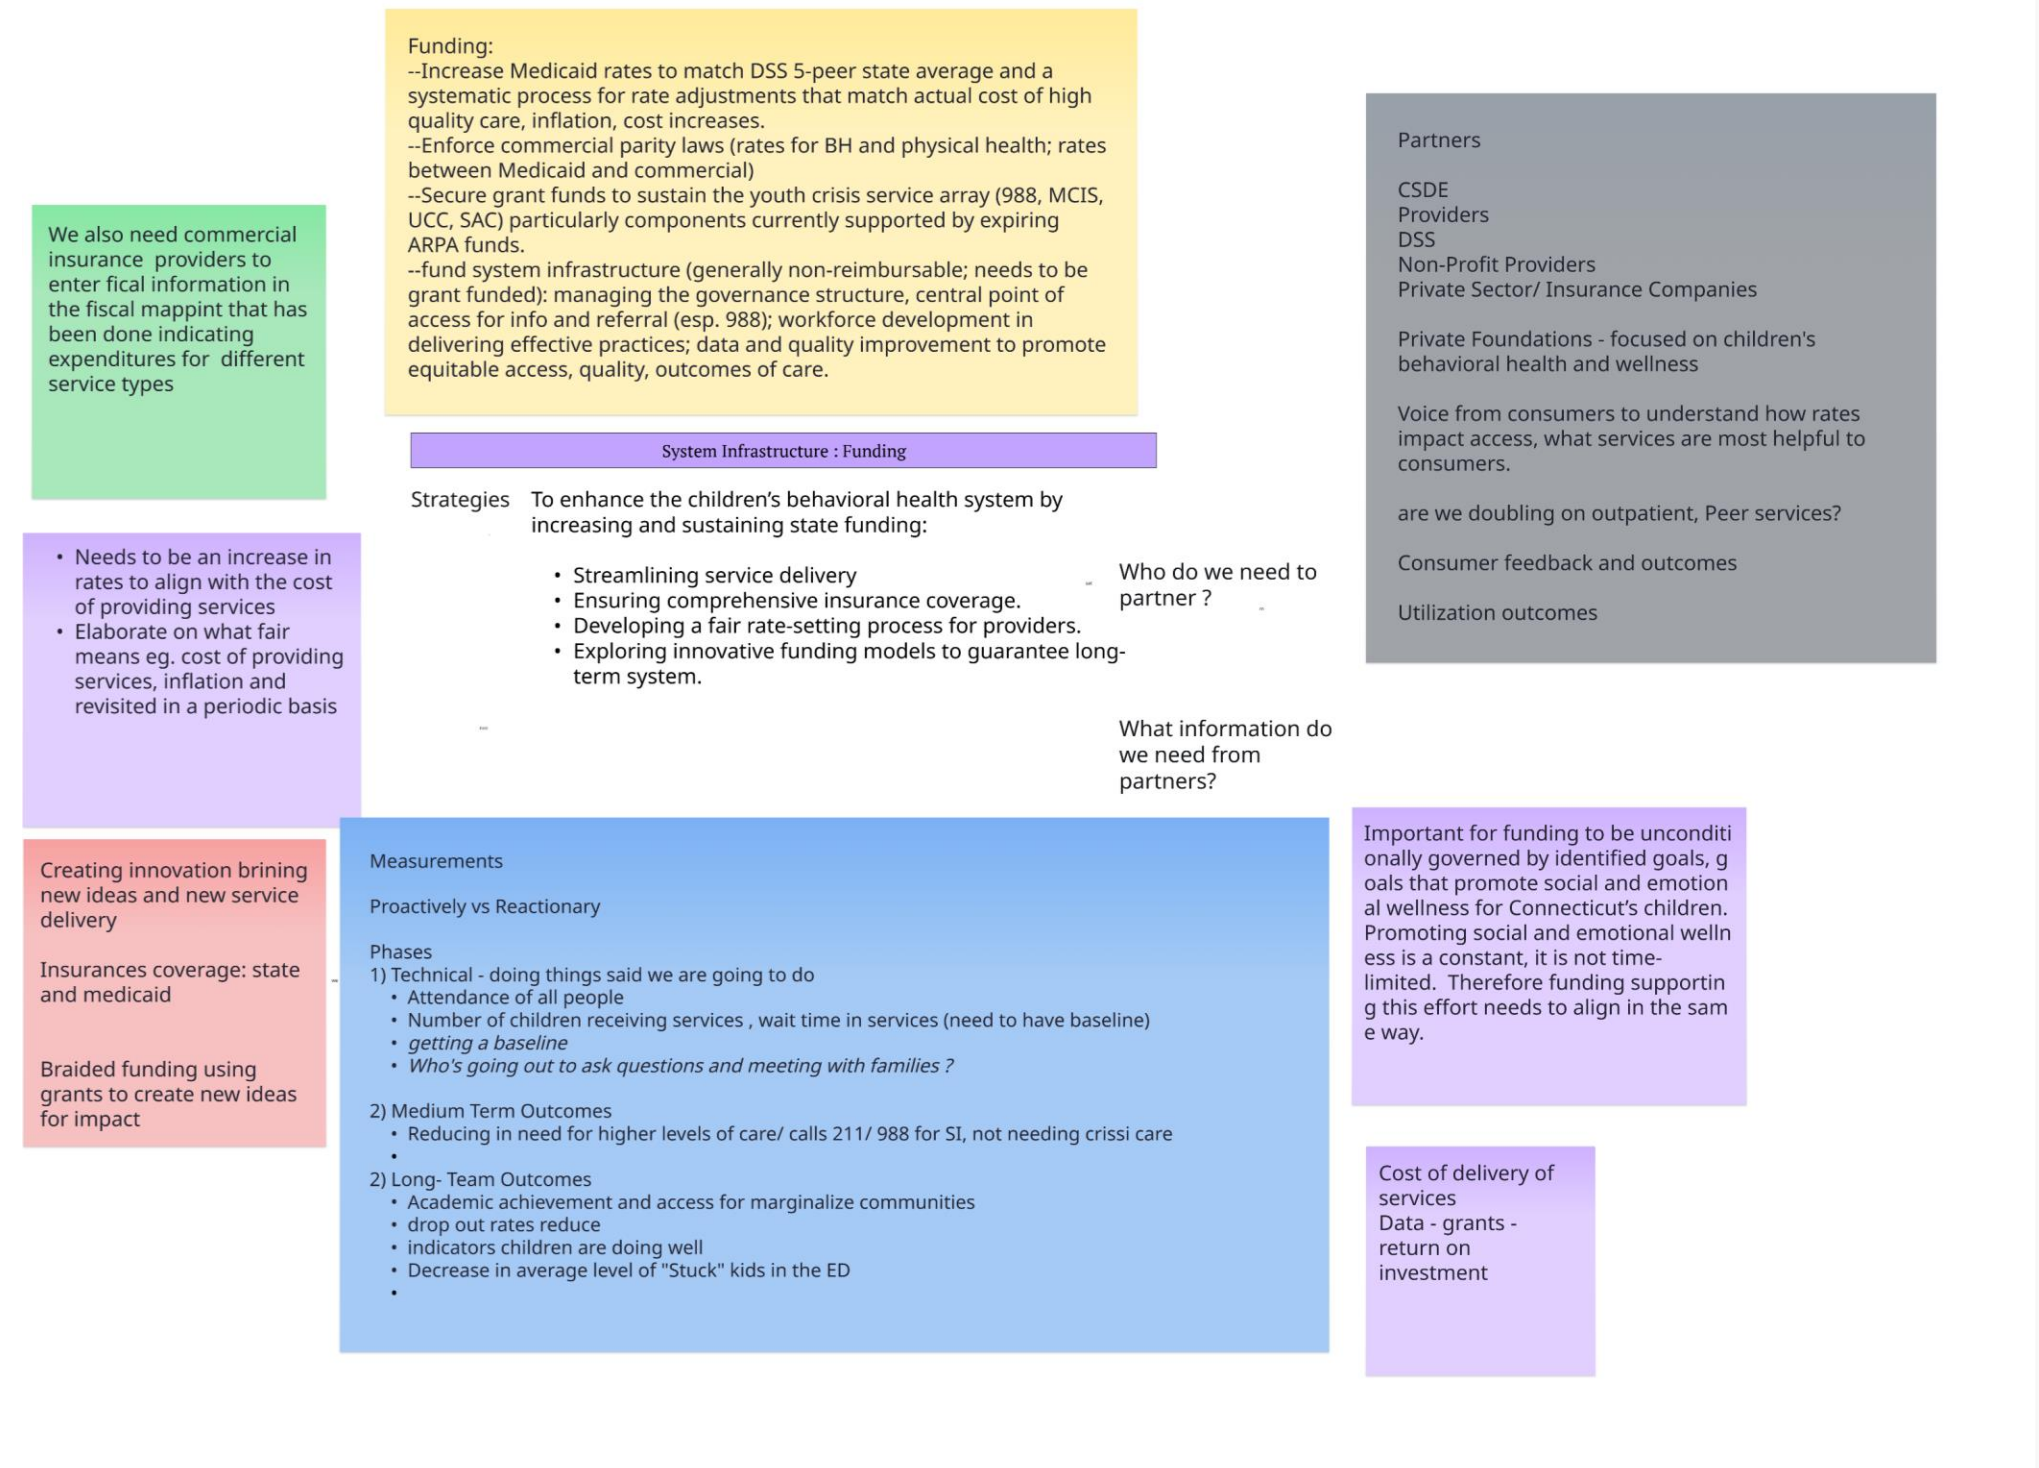 Funding:
--Increase Medicaid rates to match DSS 5-peer state average and a
systematic process for rate adjustments that match actual cost of high
quality care, inflation, cost increases.
--Enforce commercial parity laws (rates for BH and physical health; rates
between Medicaid and commercial)
--Secure grant funds to sustain the youth crisis service array (988, MCIS,
UCC, SAC) particularly components currently supported by expiring
ARPA funds.
--fund system infrastructure (generally non-reimbursable; needs to be
grant funded): managing the governance structure, central point of
access for info and referral (esp. 988); workforce development in
delivering effective practices; data and quality improvement to promote
equitable access, quality, outcomes of care.
We also need commercial
insurance  providers to
enter fical information in
the fiscal mappint that has
been done indicating
expenditures for  different
service types
Partners
CSDE
Providers
DSS
Non-Profit Providers
Private Sector/ Insurance Companies
Private Foundations - focused on children's
behavioral health and wellness
Voice from consumers to understand how rates
impact access, what services are most helpful to
consumers.
are we doubling on outpatient, Peer services?
Consumer feedback and outcomes
Utilization outcomes
System Infrastructure : Funding
Strategies
To enhance the children’s behavioral health system by
increasing and sustaining state funding:
• Streamlining service delivery
• Ensuring comprehensive insurance coverage.
• Developing a fair rate-setting process for providers.
• Exploring innovative funding models to guarantee long-
term system.
Who do we need to
partner ?
What information do
we need from
partners?
• Needs to be an increase in
rates to align with the cost
of providing services
• Elaborate on what fair
means eg. cost of providing
services, inflation and
revisited in a periodic basis
Creating innovation brining
new ideas and new service
delivery
Insurances coverage: state
and medicaid
Braided funding using
grants to create new ideas
for impact
Measurements
Proactively vs Reactionary
Phases
1) Technical - doing things said we are going to do
• Attendance of all people
• Number of children receiving services , wait time in services (need to have baseline)
• getting a baseline
• Who's going out to ask questions and meeting with families ?
2) Medium Term Outcomes
• Reducing in need for higher levels of care/ calls 211/ 988 for SI, not needing crissi care
•
2) Long- Team Outcomes
• Academic achievement and access for marginalize communities
• drop out rates reduce
• indicators children are doing well
• Decrease in average level of "Stuck" kids in the ED
•
Important for funding to be unconditi
onally governed by identified goals, g
oals that promote social and emotion
al wellness for Connecticut’s children.
Promoting social and emotional welln
ess is a constant, it is not time-
limited.  Therefore funding supportin
g this effort needs to align in the sam
e way.
Cost of delivery of
services
Data - grants -
return on
investment